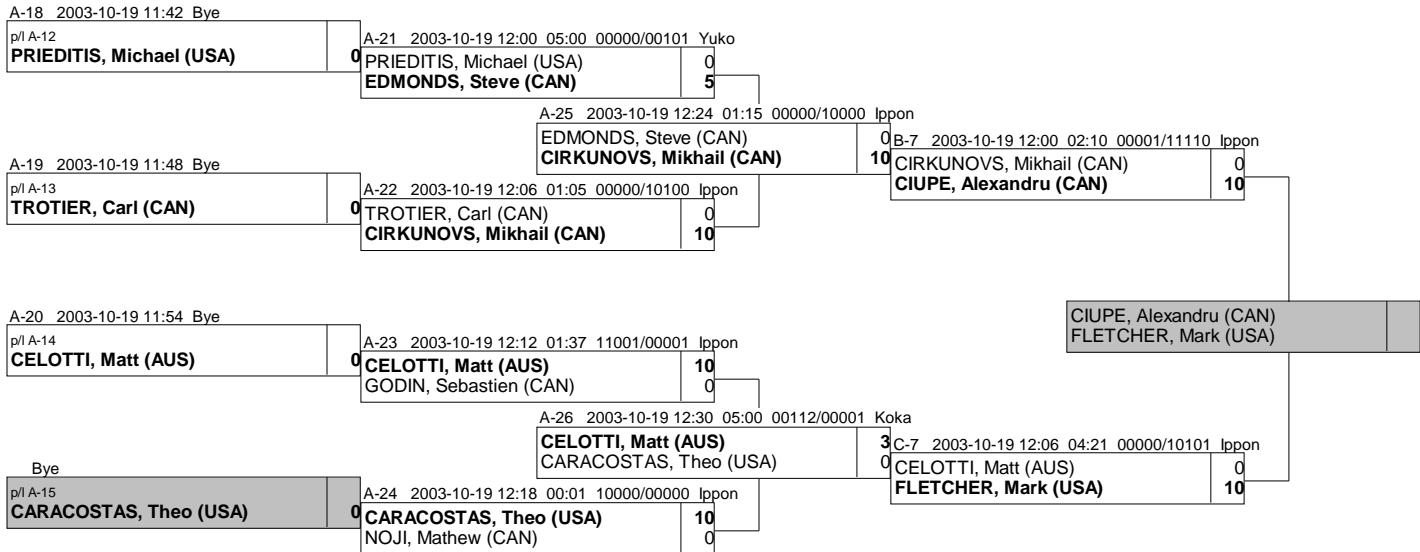 A-18 2003-10-19 11:42 Bye
p/l A-12
PRIEDITIS, Michael (USA) 0
A-21 2003-10-19 12:00 05:00 00000/00101 Yuko
PRIEDITIS, Michael (USA) 0
EDMONDS, Steve (CAN) 5
A-25 2003-10-19 12:24 01:15 00000/10000 Ippon
EDMONDS, Steve (CAN) 0
CIRKUNOVS, Mikhail (CAN) 10
B-7 2003-10-19 12:00 02:10 00001/11110 Ippon
CIRKUNOVS, Mikhail (CAN) 0
CIUPE, Alexandru (CAN) 10
A-19 2003-10-19 11:48 Bye
p/l A-13
TROTIER, Carl (CAN) 0
A-22 2003-10-19 12:06 01:05 00000/10100 Ippon
TROTIER, Carl (CAN) 0
CIRKUNOVS, Mikhail (CAN) 10
CIUPE, Alexandru (CAN)
FLETCHER, Mark (USA)
A-20 2003-10-19 11:54 Bye
p/l A-14
CELOTTI, Matt (AUS) 0
A-23 2003-10-19 12:12 01:37 11001/00001 Ippon
CELOTTI, Matt (AUS) 10
GODIN, Sebastien (CAN) 0
A-26 2003-10-19 12:30 05:00 00112/00001 Koka
CELOTTI, Matt (AUS) 3
CARACOSTAS, Theo (USA) 0
C-7 2003-10-19 12:06 04:21 00000/10101 Ippon
CELOTTI, Matt (AUS) 0
FLETCHER, Mark (USA) 10
Bye
p/l A-15
CARACOSTAS, Theo (USA) 0
A-24 2003-10-19 12:18 00:01 10000/00000 Ippon
CARACOSTAS, Theo (USA) 10
NOJI, Mathew (CAN) 0